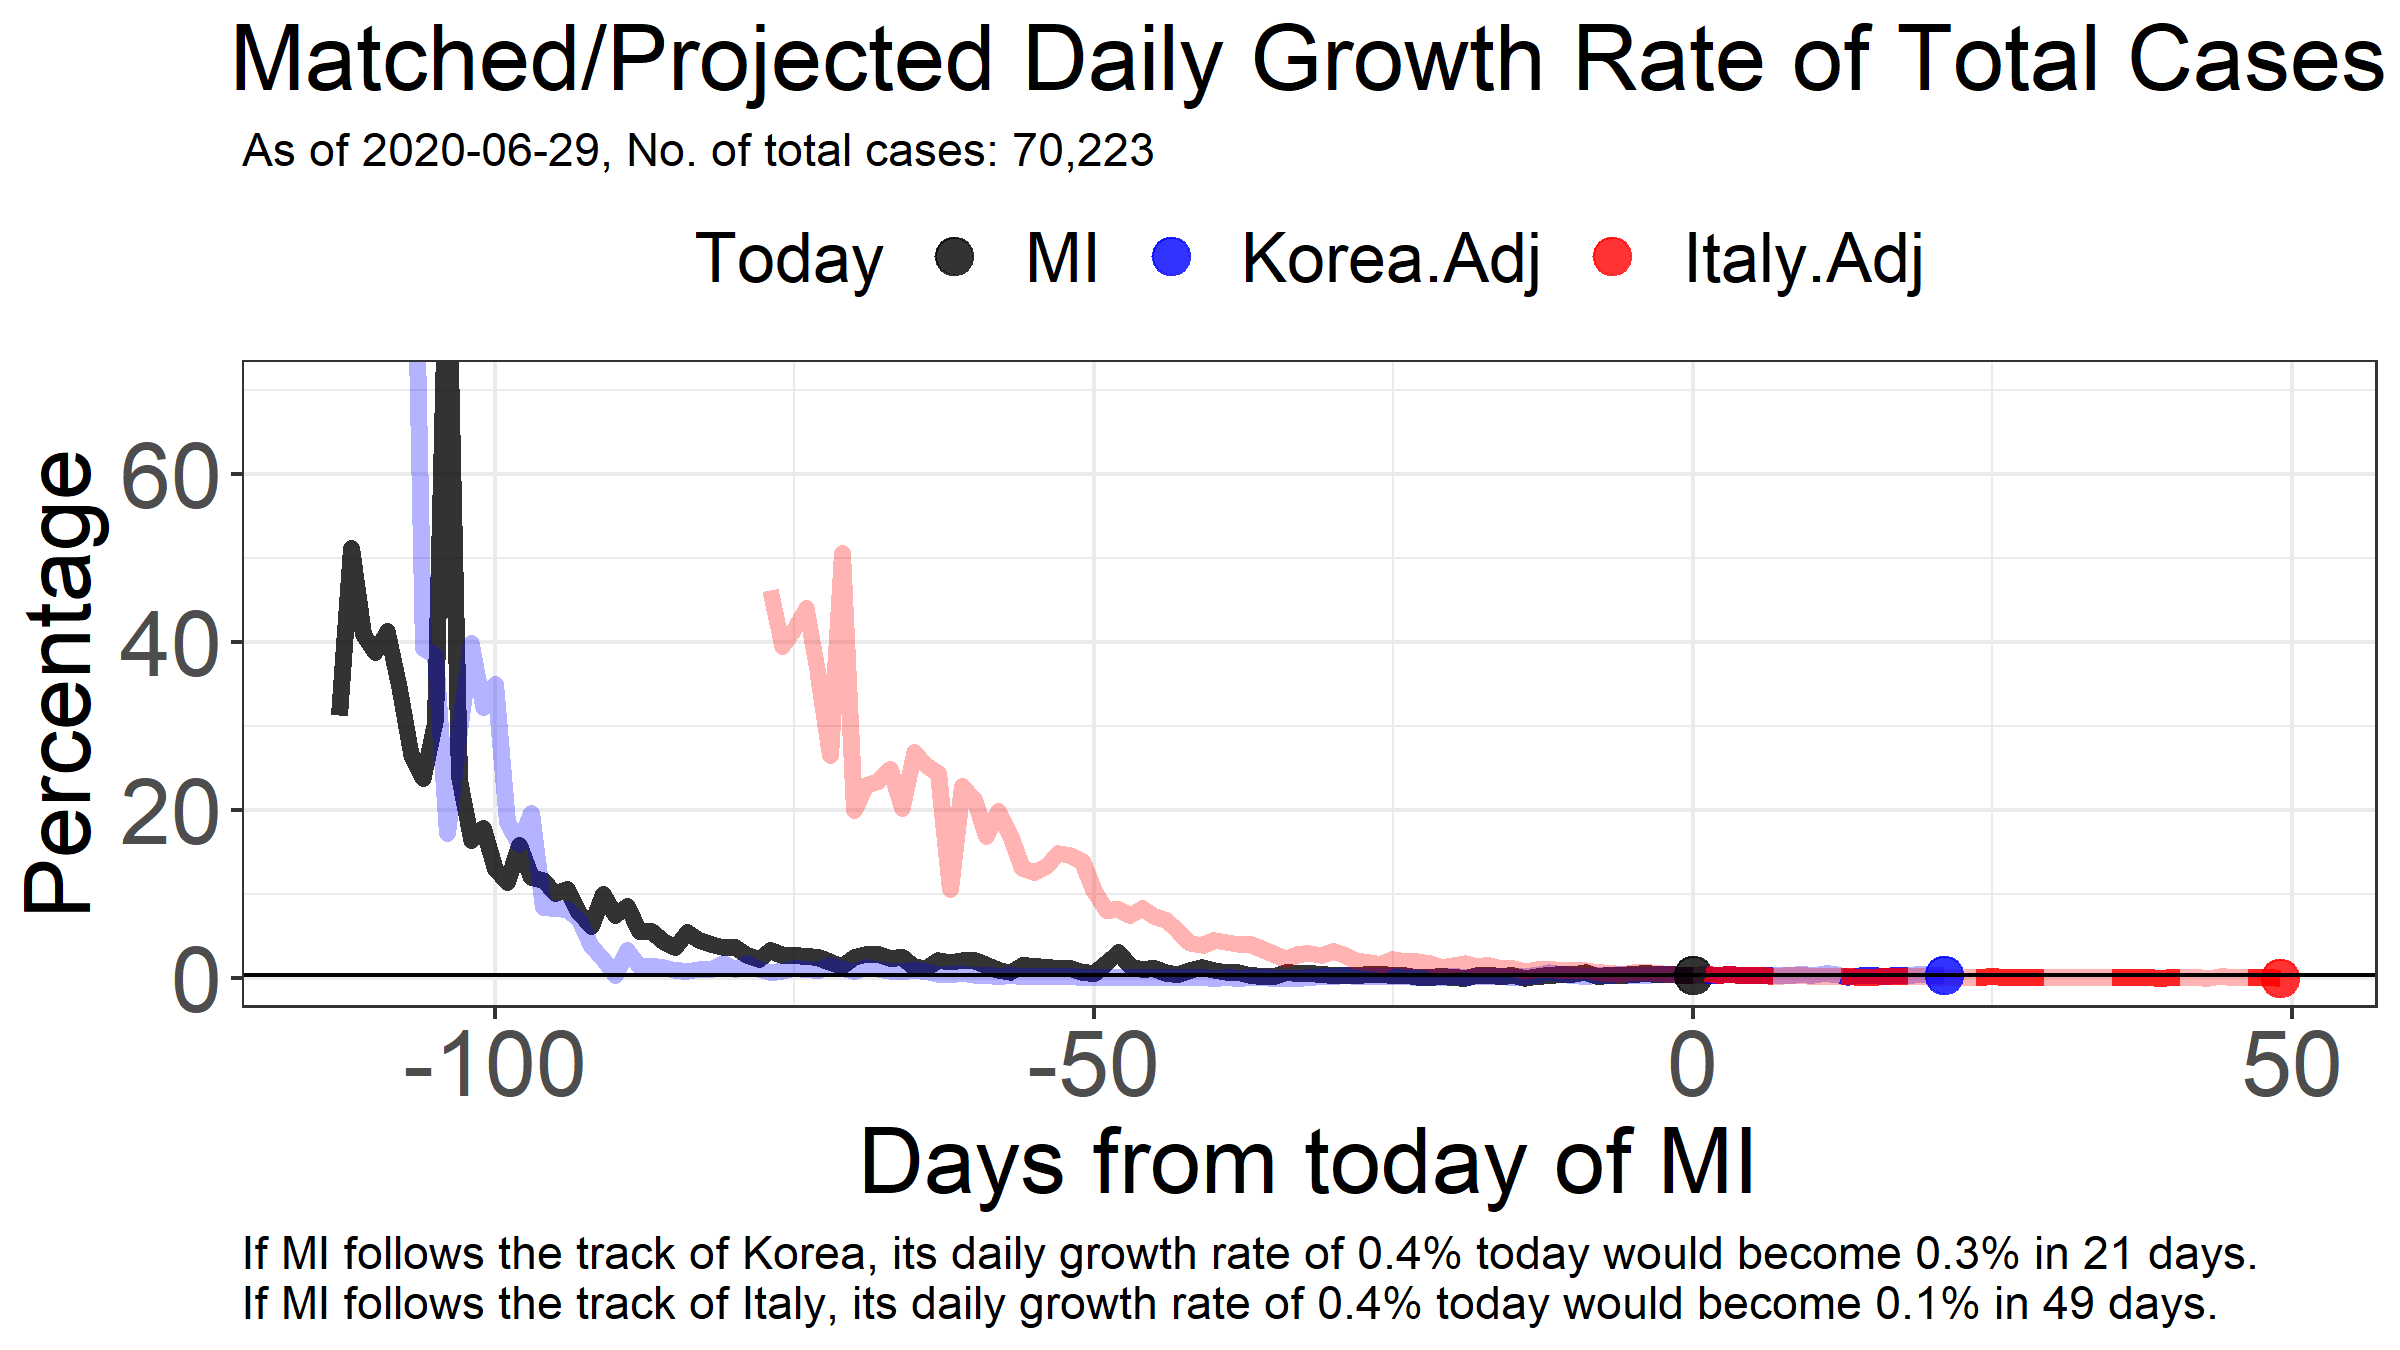 Matched/Projected Daily Growth Rate of Total Cases
As of 2020-06-29, No. of total cases: 70,223
Today MI Korea.Adj Italy.Adj
Percentage
60
40
20
0
-100 -50 0 50
Days from today of MI
If MI follows the track of Korea, its daily growth rate of 0.4% today would become 0.3% in 21 days.
If MI follows the track of Italy, its daily growth rate of 0.4% today would become 0.1% in 49 days.